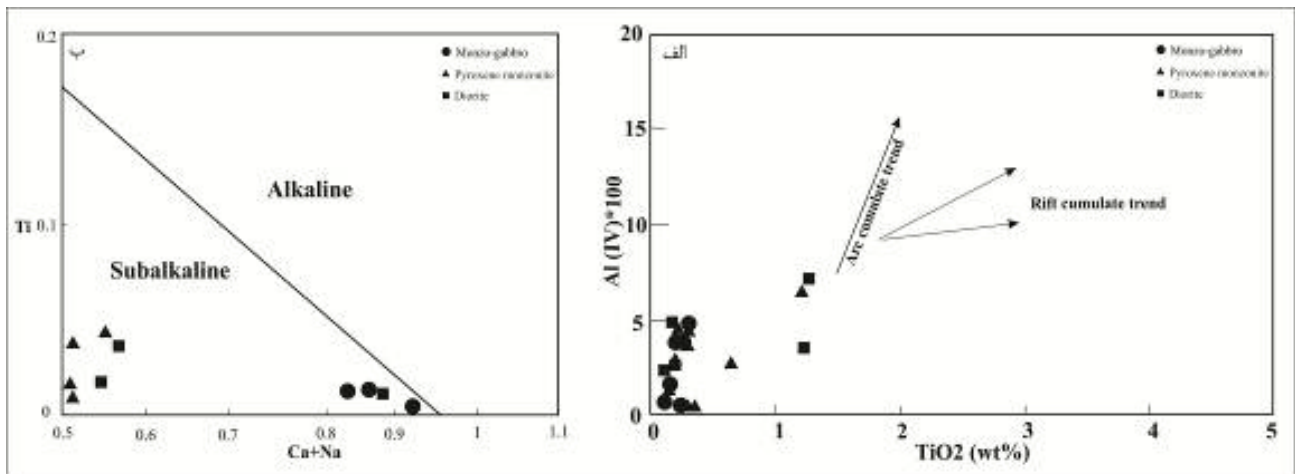 0.2
ب
Monzo-gabbro
Pyroxene monzonite
Diorite
Alkaline
Ti
0.1
Subalkaline
0
0.5
0.6
0.7
0.8
0.9
1
1.1
Ca+Na
20
الف
Monzo-gabbro
Pyroxene monzonite
Diorite
15
Arc cumulate trend
Rift cumulate trend
Al (IV)*100
10
5
0
0
1
2
3
4
5
TiO2 (wt%)